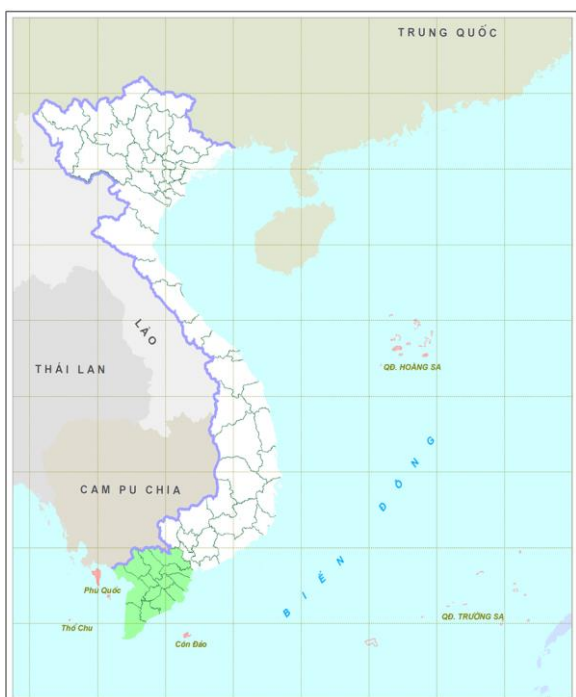 TRUNG QUỐC
LÀO
THÁI LAN
QĐ. HOÀNG SA
CAM PU CHIA
BIỂN ĐÔNG
Phú Quốc
QĐ. TRƯỜNG SA
Thổ Chu
Côn Đảo